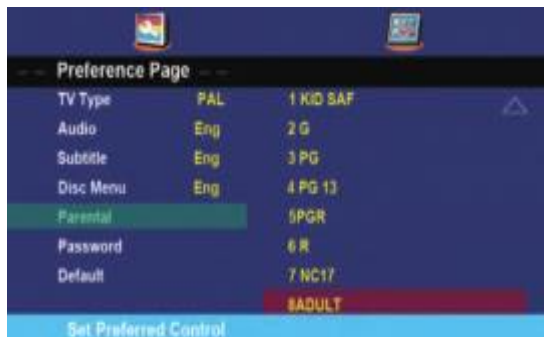 -- Preference Page --
TV Type PAL 1 KID SAF
Audio Eng 2 G
Subtitle Eng 3 PG
Disc Menu Eng 4 PG 13
Parental 5PGR
Password 6 R
Default 7 NC17
8ADULT
Set Preferred Control